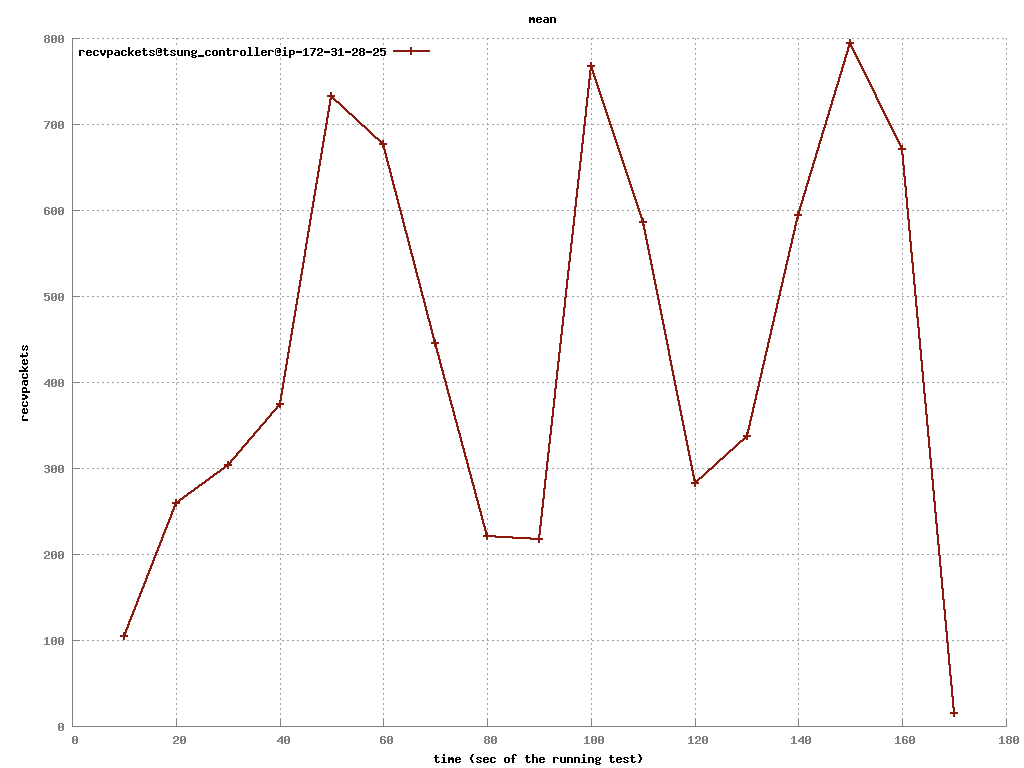 mean
800
recvpackets@tsung_controller@ip-172-31-28-25
700
600
500
400
300
200
100
0
recvpackets
0 20 40 60 80 100 120 140 160 180
time (sec of the running test)